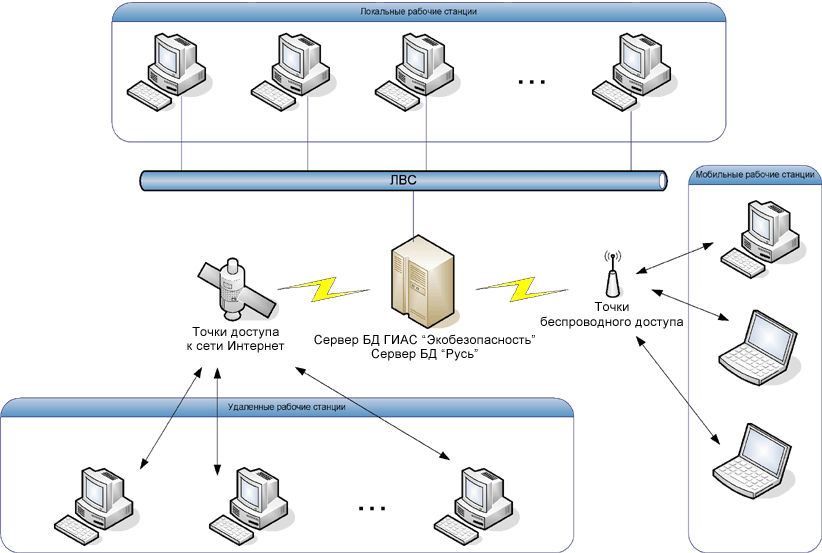 Локальные рабочие станции
ЛВС
Мобильные рабочие станции
Точки доступа
к сети Интернет
Сервер БД ГИАС “Экобезопасность”
Сервер БД “Русь”
Точки
беспроводного доступа
Удаленные рабочие станции